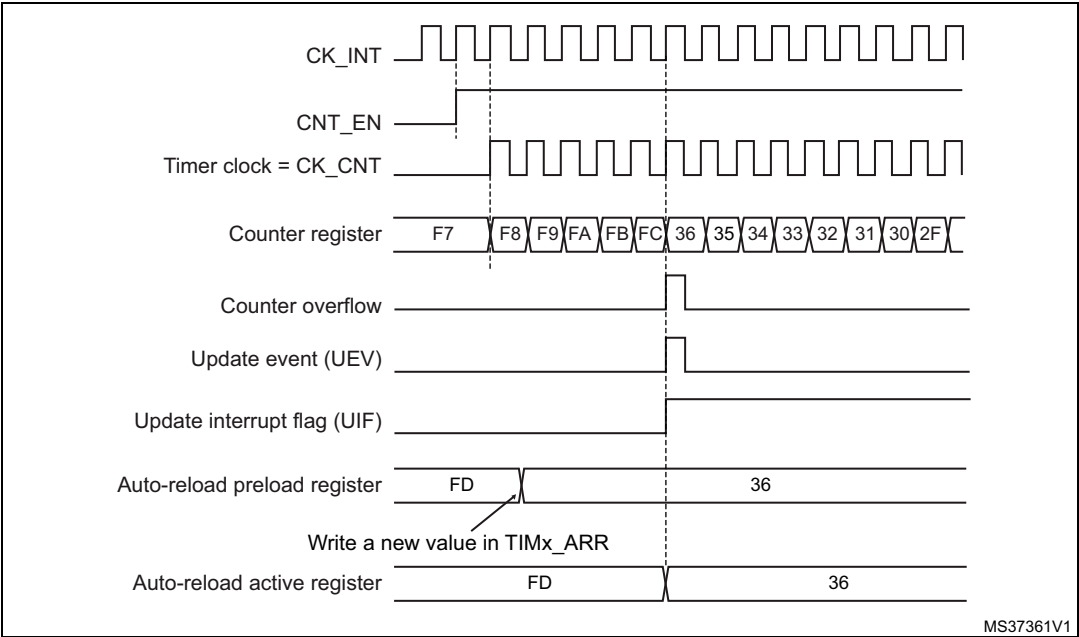 CK_INT
CNT_EN
Timer clock = CK_CNT
Counter register F7 F8 F9 FA FB FC 36 35 34 33 32 31 30 2F
Counter overflow
Update event (UEV)
Update interrupt flag (UIF)
Auto-reload preload register FD 36
Write a new value in TIMx_ARR
Auto-reload active register FD 36
MS37361V1